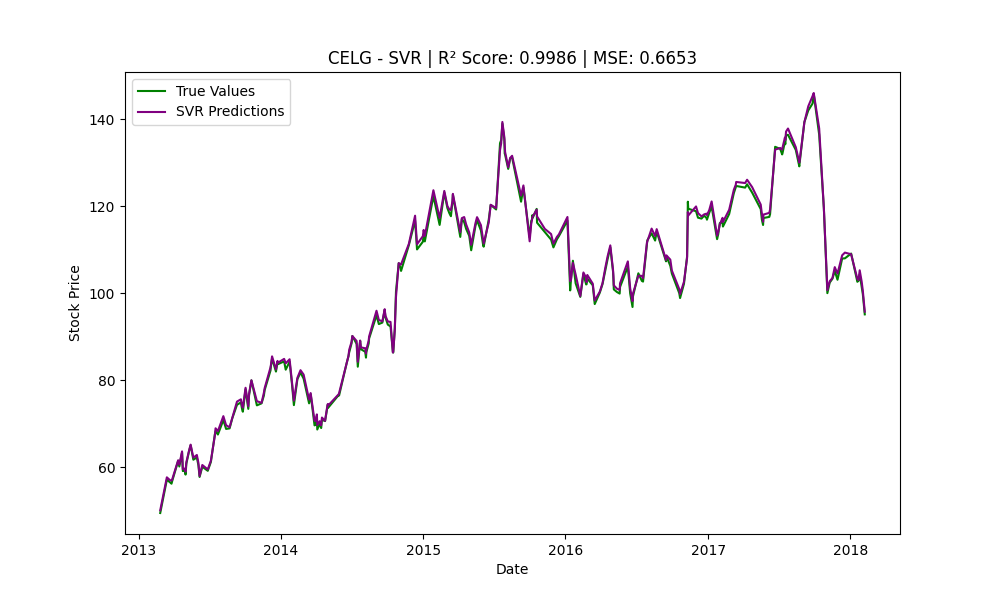 CELG - SVR | R² Score: 0.9986 | MSE: 0.6653
True Values
SVR Predictions
Stock Price
140
120
100
80
60
2013
2014
2015
2016
2017
2018
Date